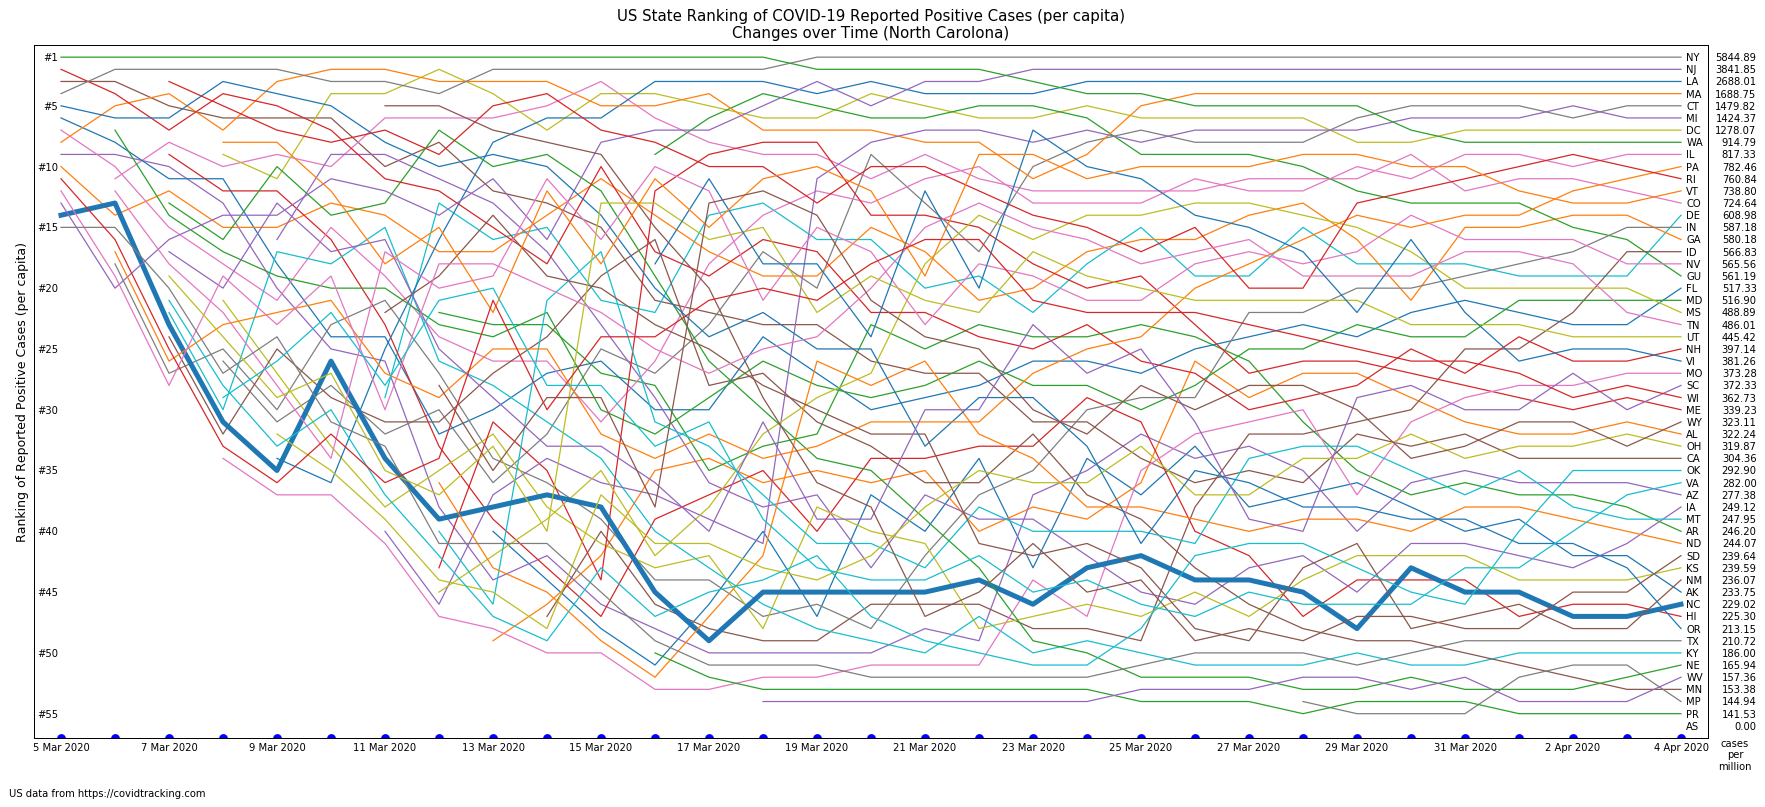 US State Ranking of COVID-19 Reported Positive Cases (per capita)
Changes over Time (North Carolona)
Ranking of Reported Positive Cases (per capita)
#1
#5
#10
#15
#20
#25
#30
#35
#40
#45
#50
#55
NY 5844.89
NJ 3841.85
LA 2688.01
MA 1688.75
CT 1479.82
MI 1424.37
DC 1278.07
WA 914.79
IL 817.33
PA 782.46
RI 760.84
VT 738.80
CO 724.64
DE 608.98
IN 587.18
GA 580.18
ID 566.83
NV 565.56
GU 561.19
FL 517.33
MD 516.90
MS 488.89
TN 486.01
UT 445.42
NH 397.14
VI 381.26
MO 373.28
SC 372.33
WI 362.73
ME 339.23
WY 323.11
AL 322.24
OH 319.87
CA 304.36
OK 292.90
VA 282.00
AZ 277.38
IA 249.12
MT 247.95
AR 246.20
ND 244.07
SD 239.64
KS 239.59
NM 236.07
AK 233.75
NC 229.02
HI 225.30
OR 213.15
TX 210.72
KY 186.00
NE 165.94
WV 157.36
MN 153.38
MP 144.94
PR 141.53
AS 0.00
5 Mar 2020 7 Mar 2020 9 Mar 2020 11 Mar 2020 13 Mar 2020 15 Mar 2020 17 Mar 2020 19 Mar 2020 21 Mar 2020 23 Mar 2020 25 Mar 2020 27 Mar 2020 29 Mar 2020 31 Mar 2020 2 Apr 2020 4 Apr 2020
cases
per
million
US data from https://covidtracking.com